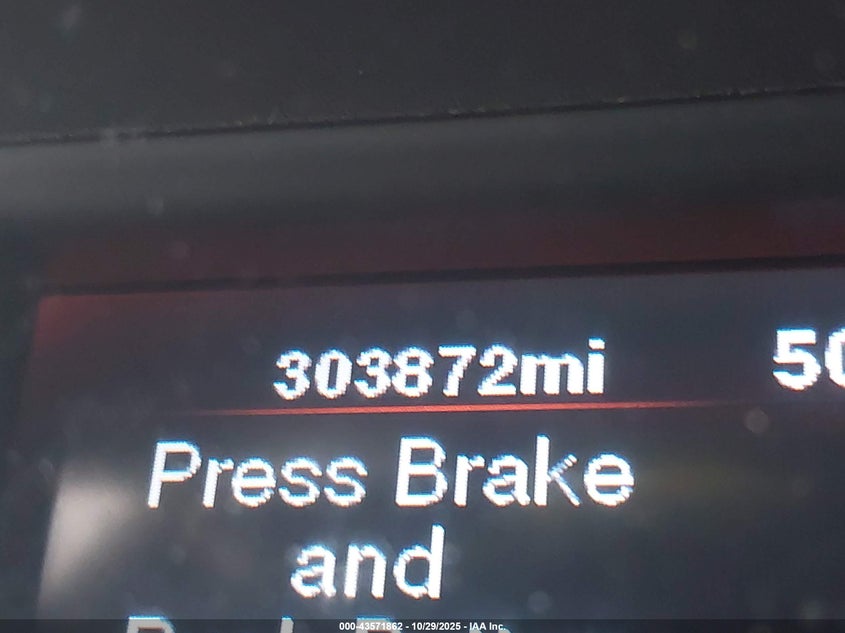 303872mi 50
Press Brake
and
000-43571862 - 10/29/2025 - IAA Inc.